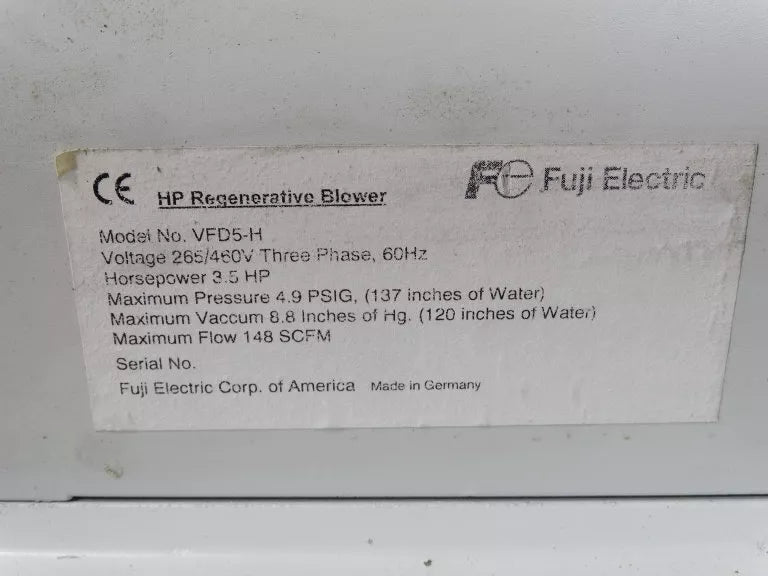 CE HP Regenerative Blower Fe Fuji Electric
Model No. VFD5-H
Voltage 265/460V Three Phase, 60Hz
Horsepower 3.5 HP
Maximum Pressure 4.9 PSIG, (137 inches of Water)
Maximum Vaccum 8.8 Inches of Hg. (120 inches of Water)
Maximum Flow 148 SCFM
Serial No.
Fuji Electric Corp. of America Made in Germany